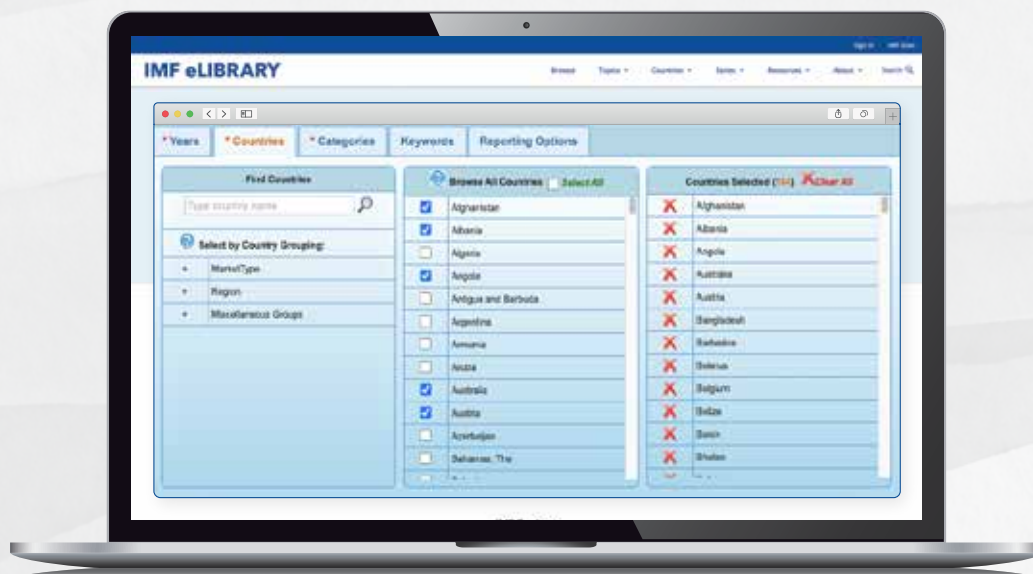 Sign In
IMF eLIBRARY
Browse Topics Countries Series Resources About Search
* Years * Countries * Categories Keywords Reporting Options
Find Countries
Type country name
Select by Country Grouping:
+ MarketType
+ Region
+ Miscellaneous Groups
Browse All Countries Select All
Afghanistan
Albania
Algeria
Angola
Antigua and Barbuda
Argentina
Armenia
Aruba
Australia
Austria
Azerbaijan
Bahamas, The
Countries Selected ( ) Clear All
Afghanistan
Albania
Angola
Australia
Austria
Bangladesh
Barbados
Belarus
Belgium
Belize
Benin
Bhutan